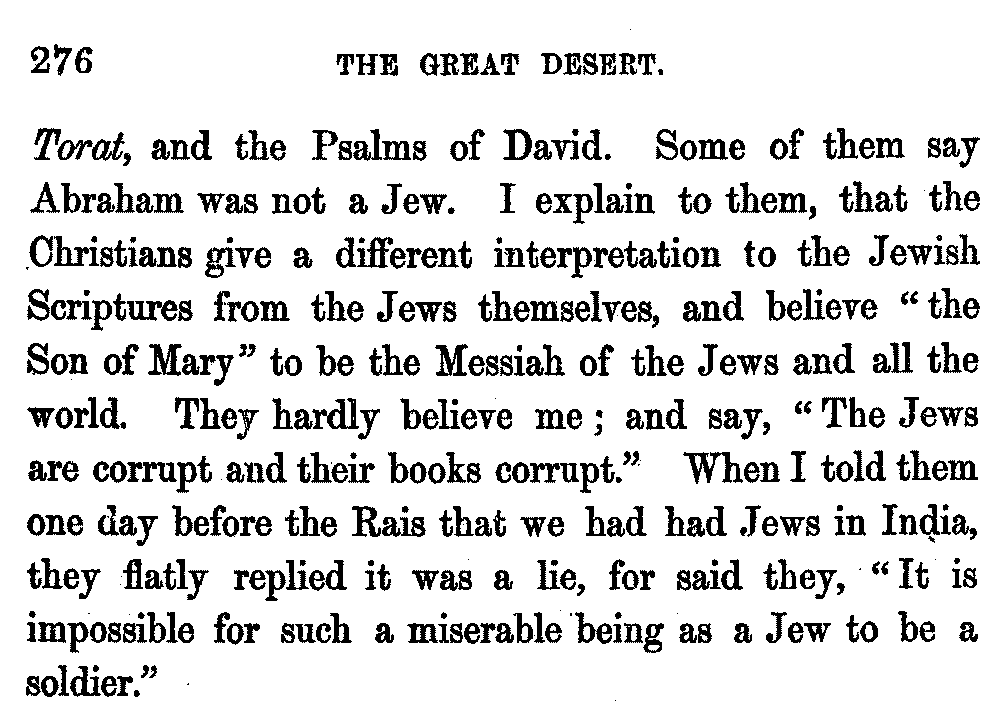 276 THE GREAT DESERT.
Torat, and the Psalms of David. Some of them say
Abraham was not a Jew. I explain to them, that the
Christians give a different interpretation to the Jewish
Scriptures from the Jews themselves, and believe “the
Son of Mary” to be the Messiah of the Jews and all the
world. They hardly believe me; and say, “The Jews
are corrupt and their books corrupt.” When I told them
one day before the Rais that we had had Jews in India,
they flatly replied it was a lie, for said they, “It is
impossible for such a miserable being as a Jew to be a
soldier.”